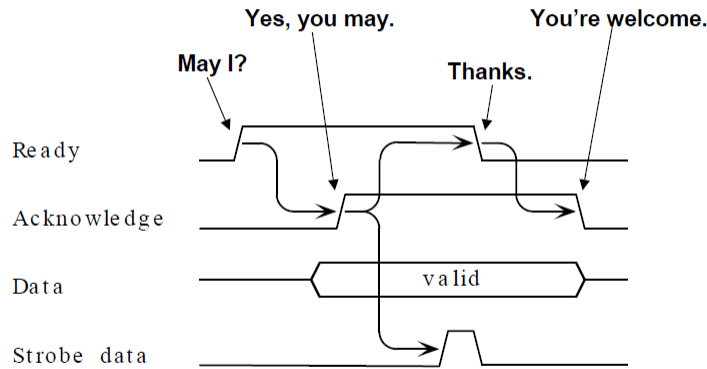 Yes, you may.
You're welcome.
May I?
Thanks.
Ready
Acknowledge
Data
valid
Strobe data